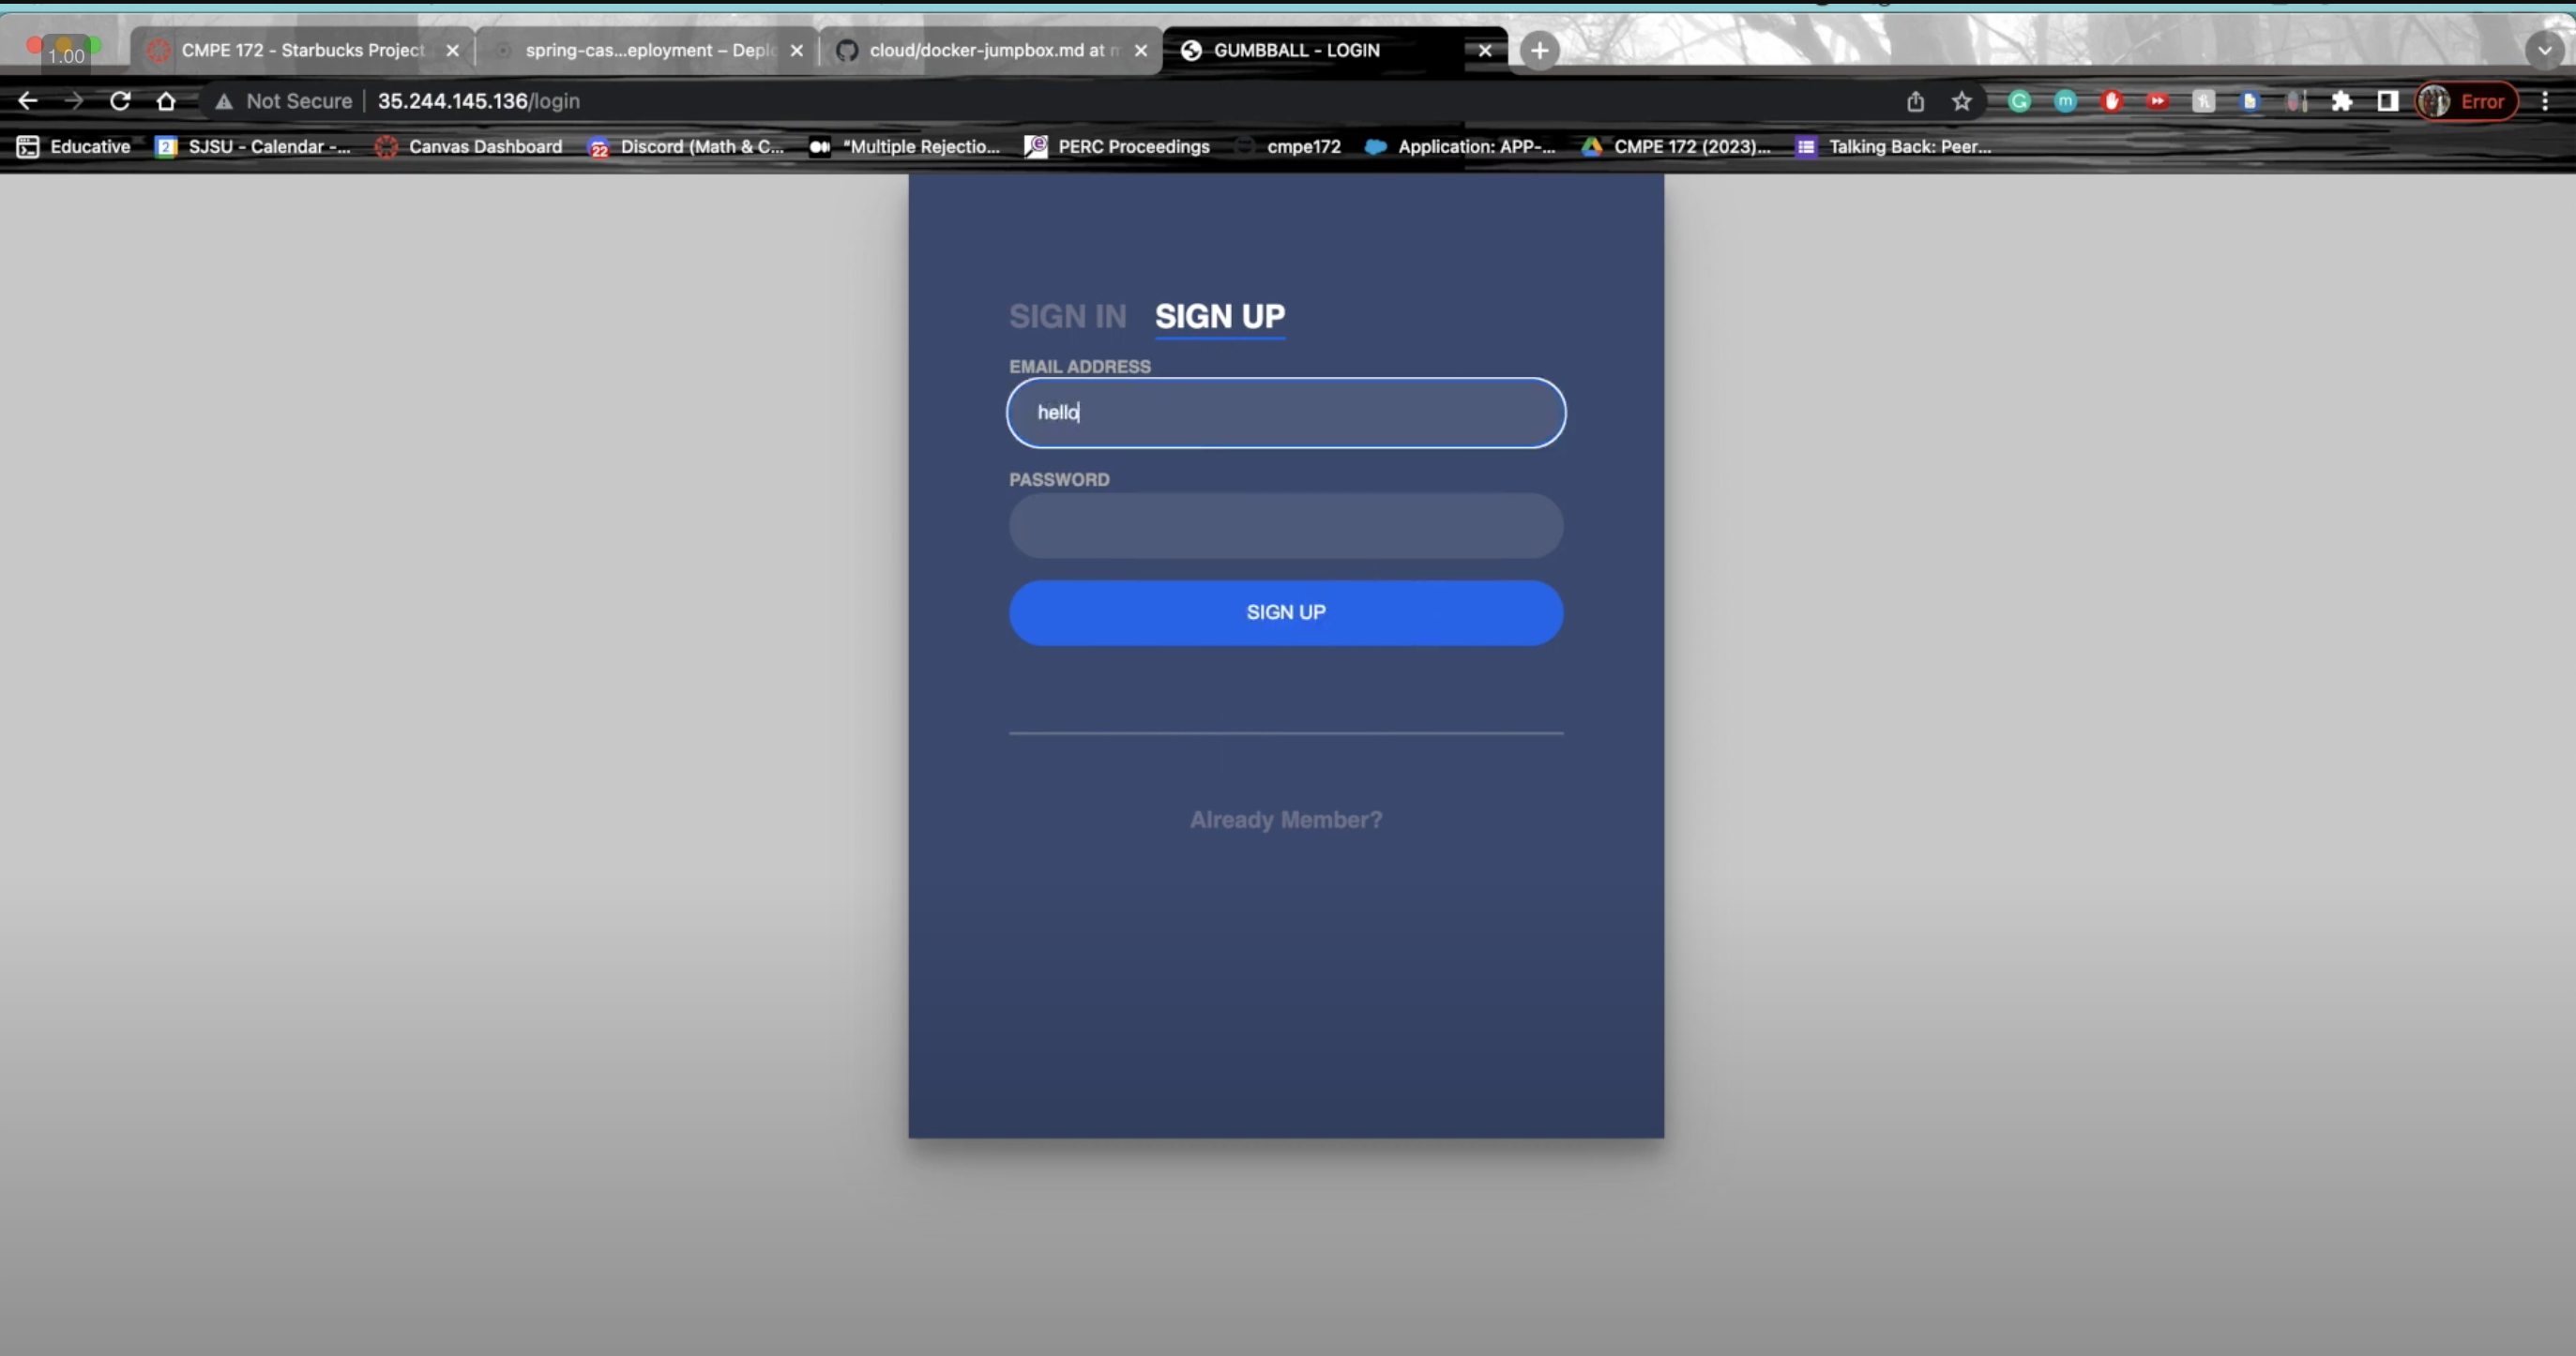 1.00
CMPE 172 - Starbucks Project
spring-cas...eployment – Deplo
cloud/docker-jumpbox.md at m
GUMBBALL - LOGIN
Not Secure | 35.244.145.136/login
Error
Educative
SJSU - Calendar -...
Canvas Dashboard
Discord (Math & C...
“Multiple Rejectio...
PERC Proceedings
cmpe172
Application: APP-...
CMPE 172 (2023)...
Talking Back: Peer...
SIGN IN SIGN UP
EMAIL ADDRESS
hello
PASSWORD
SIGN UP
Already Member?